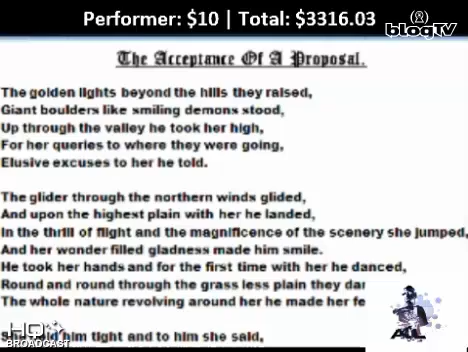 Performer: $10 | Total: $3316.03
blogTV
The Acceptance Of A Proposal.
The golden lights beyond the hills they raised,
Giant boulders like smiling demons stood,
Up through the valley he took her high,
For her queries to where they were going,
Elusive excuses to her he told.
The glider through the northern winds glided,
And upon the highest plain with her he landed,
In the thrill of flight and the magnificence of the scenery she jumped,
And her wonder filled gladness made him smile.
He took her hands and for the first time with her he danced,
Round and round through the grass less plain they
The whole nature revolving around her he made her
him tight and to him she said,
HQ
BROADCAST